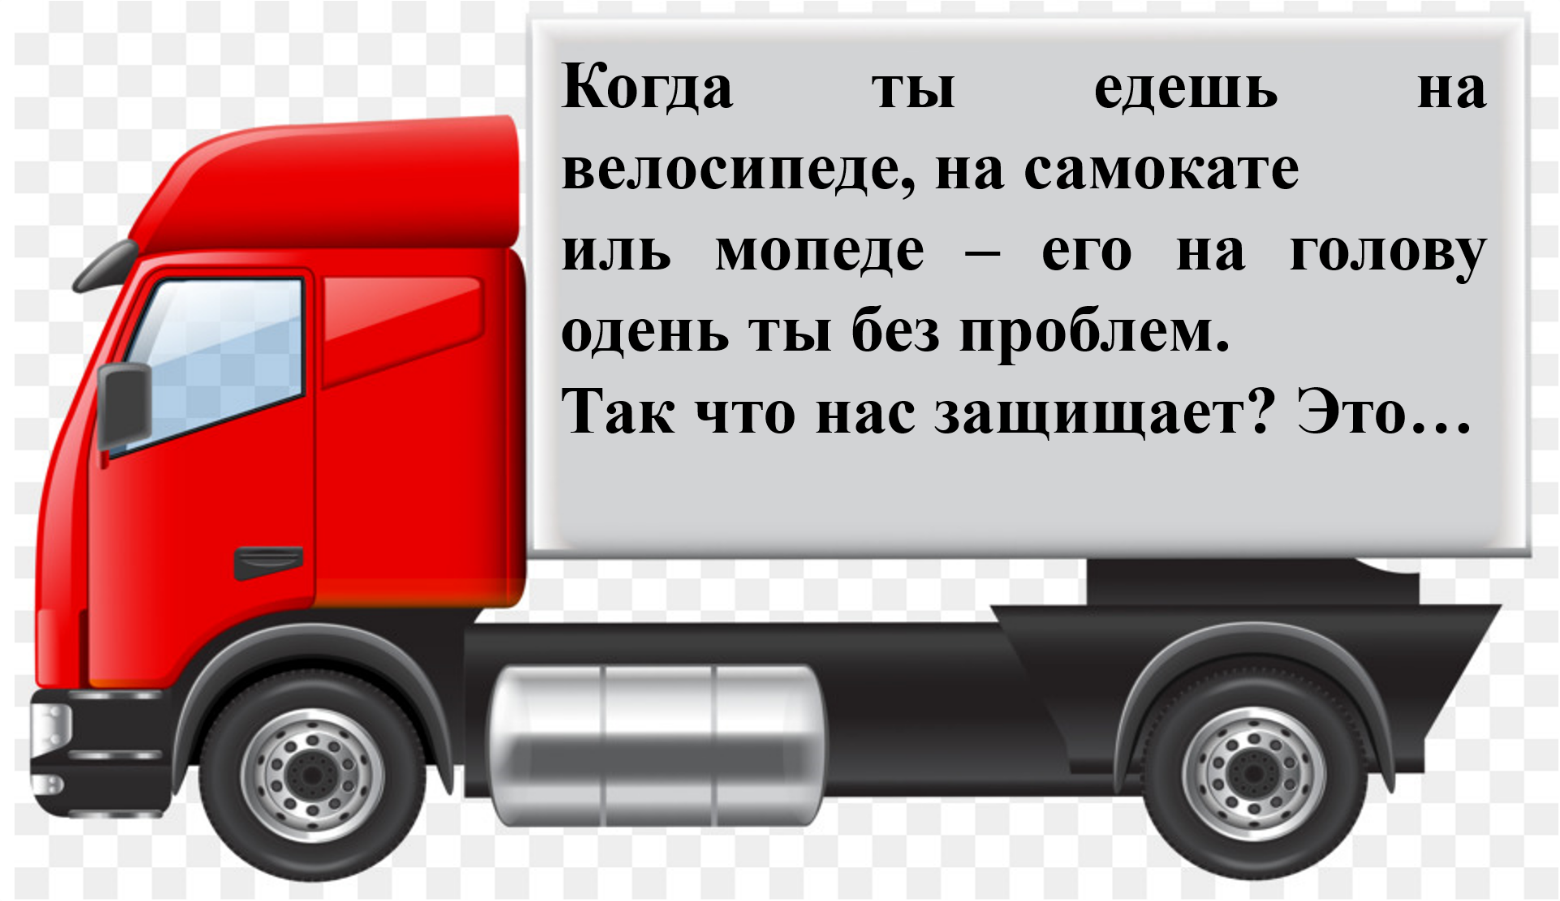 Когда ты едешь на
велосипеде, на самокате
иль мопеде – его на голову
одень ты без проблем.
Так что нас защищает? Это…